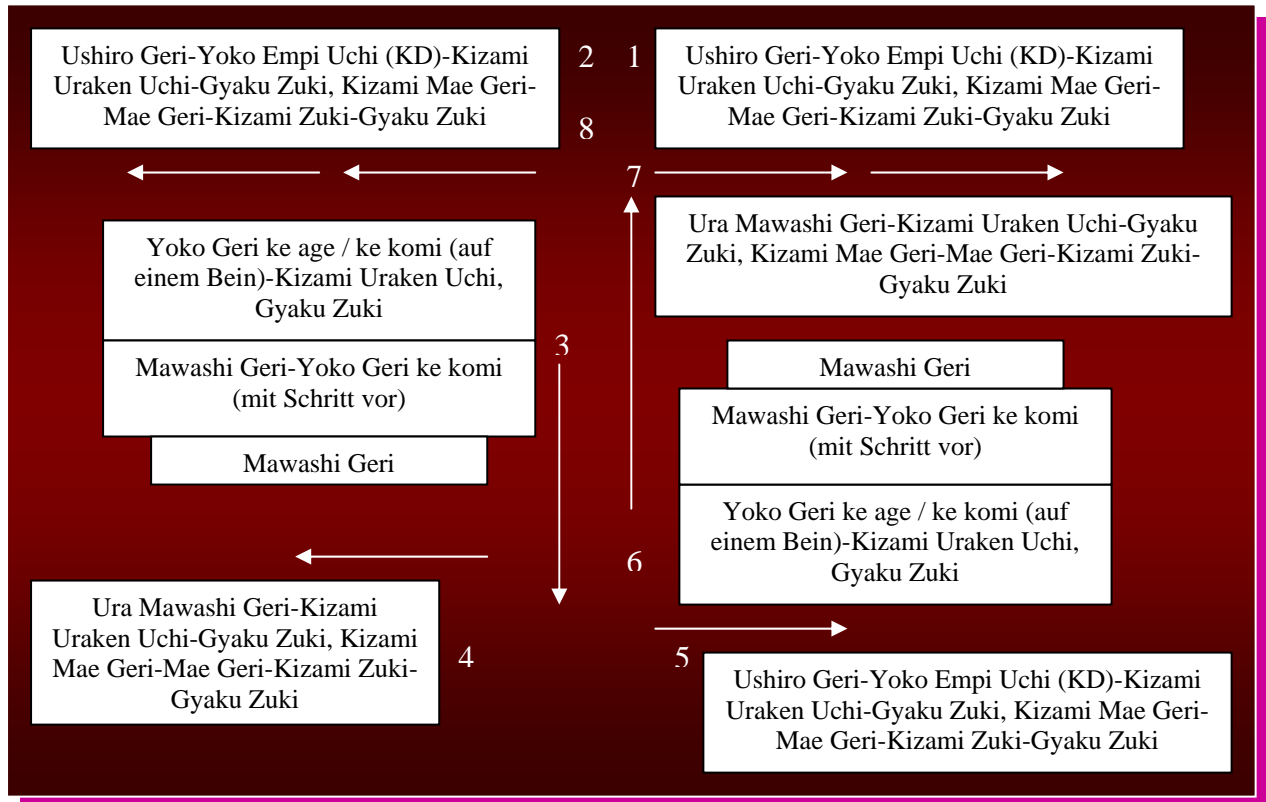 Ushiro Geri-Yoko Empi Uchi (KD)-Kizami
Uraken Uchi-Gyaku Zuki, Kizami Mae Geri-
Mae Geri-Kizami Zuki-Gyaku Zuki
2
1
Ushiro Geri-Yoko Empi Uchi (KD)-Kizami
Uraken Uchi-Gyaku Zuki, Kizami Mae Geri-
Mae Geri-Kizami Zuki-Gyaku Zuki
8
7
Yoko Geri ke age / ke komi (auf
einem Bein)-Kizami Uraken Uchi,
Gyaku Zuki
Ura Mawashi Geri-Kizami Uraken Uchi-Gyaku
Zuki, Kizami Mae Geri-Mae Geri-Kizami Zuki-
Gyaku Zuki
3
Mawashi Geri-Yoko Geri ke komi
(mit Schritt vor)
Mawashi Geri
Mawashi Geri
Mawashi Geri-Yoko Geri ke komi
(mit Schritt vor)
Yoko Geri ke age / ke komi (auf
einem Bein)-Kizami Uraken Uchi,
Gyaku Zuki
6
Ura Mawashi Geri-Kizami
Uraken Uchi-Gyaku Zuki, Kizami
Mae Geri-Mae Geri-Kizami Zuki-
Gyaku Zuki
4
5
Ushiro Geri-Yoko Empi Uchi (KD)-Kizami
Uraken Uchi-Gyaku Zuki, Kizami Mae Geri-
Mae Geri-Kizami Zuki-Gyaku Zuki